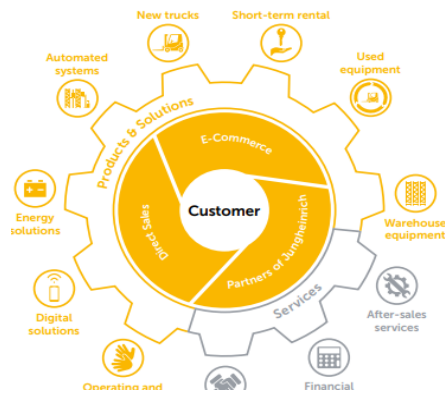 New trucks
Short-term rental
Automated
systems
Used
equipment
Products & Solutions
E-Commerce
Energy
solutions
Direct Sales
Customer
Partners of Jungheinrich
Warehouse
equipment
Services
Digital
solutions
After-sales
services
Operating and
Financial